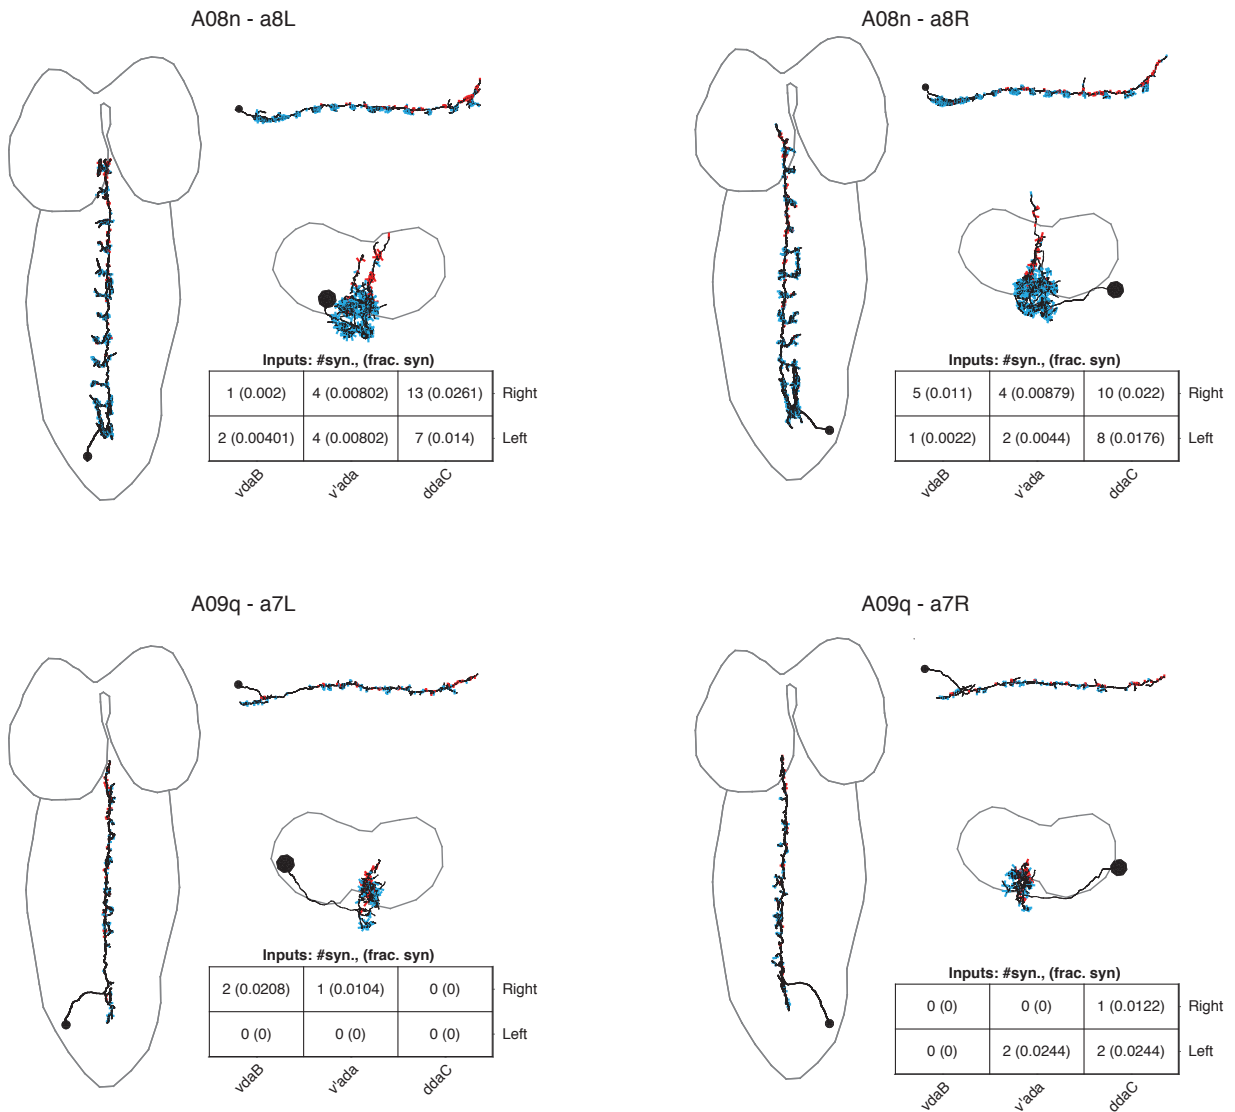 A08n - a8L
Inputs: #syn., (frac. syn)
1 (0.002) 4 (0.00802) 13 (0.0261) Right
2 (0.00401) 4 (0.00802) 7 (0.014) Left
vdaB v'ada ddaC
A08n - a8R
Inputs: #syn., (frac. syn)
5 (0.011) 4 (0.00879) 10 (0.022) Right
1 (0.0022) 2 (0.0044) 8 (0.0176) Left
vdaB v'ada ddaC
A09q - a7L
Inputs: #syn., (frac. syn)
2 (0.0208) 1 (0.0104) 0 (0) Right
0 (0) 0 (0) 0 (0) Left
vdaB v'ada ddaC
A09q - a7R
Inputs: #syn., (frac. syn)
0 (0) 0 (0) 1 (0.0122) Right
0 (0) 2 (0.0244) 2 (0.0244) Left
vdaB v'ada ddaC